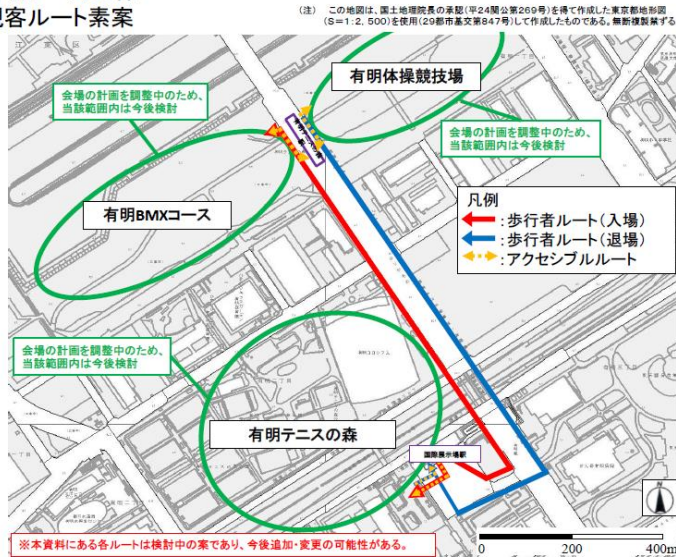 観客ルート素案
(注) この地図は、国土地理院長の承認(平24関公第269号)を得て作成した東京都地形図
(S=1:2,500)を使用(29都市基交第847号)して作成したものである。無断複製禁ずる
会場の計画を調整中のため、
当該範囲内は今後検討
有明体操競技場
会場の計画を調整中のため、
当該範囲内は今後検討
有明BMXコース
凡例
:歩行者ルート(入場)
:歩行者ルート(退場)
:アクセシブルルート
会場の計画を調整中のため、
当該範囲内は今後検討
有明テニスの森
国際展示場駅
※本資料にある各ルートは検討中の案であり、今後追加・変更の可能性がある。
0 200 400m